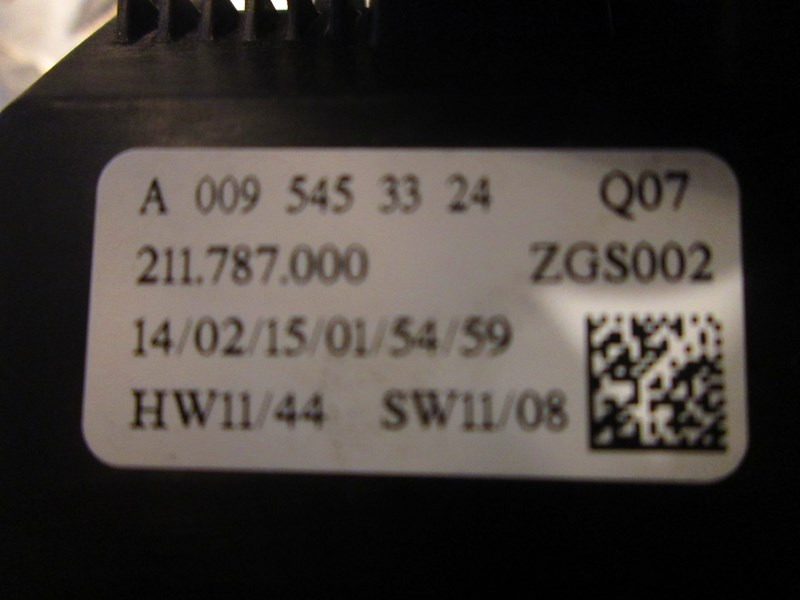 A 009 545 33 24 Q07
211.787.000 ZGS002
14/02/15/01/54/59
HW11/44 SW11/08